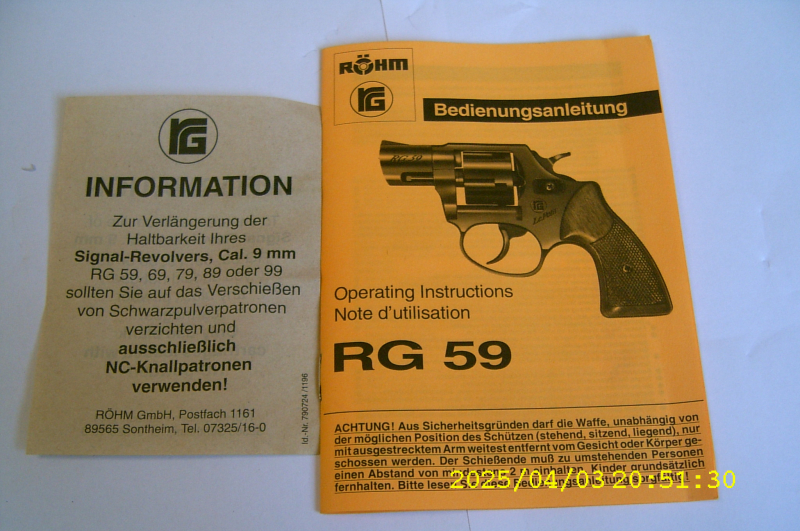 RG
INFORMATION
Zur Verlängerung der
Haltbarkeit Ihres
Signal-Revolvers, Cal. 9 mm
RG 59, 69, 79, 89 oder 99
sollten Sie auf das Verschießen
von Schwarzpulverpatronen
verzichten und
ausschließlich
NC-Knallpatronen
verwenden!
RÖHM GmbH, Postfach 1161
89565 Sontheim, Tel. 07325/16-0
Id.-Nr. 790724 /1196
RÖHM
RG
Bedienungsanleitung
RG 59
RG
Operating Instructions
Note d'utilisation
RG 59
ACHTUNG! Aus Sicherheitsgründen darf die Waffe, unabhängig von
der möglichen Position des Schützen (stehend, sitzend, liegend), nur
mit ausgestrecktem Arm weitest entfernt vom Gesicht oder Körper ge-
schossen werden. Der Schießende muß zu umstehenden Personen
einen Abstand von einhalten. Kinder grundsätzlich
fernhalten. Bitte lesen
2025/04/03 20:51:30